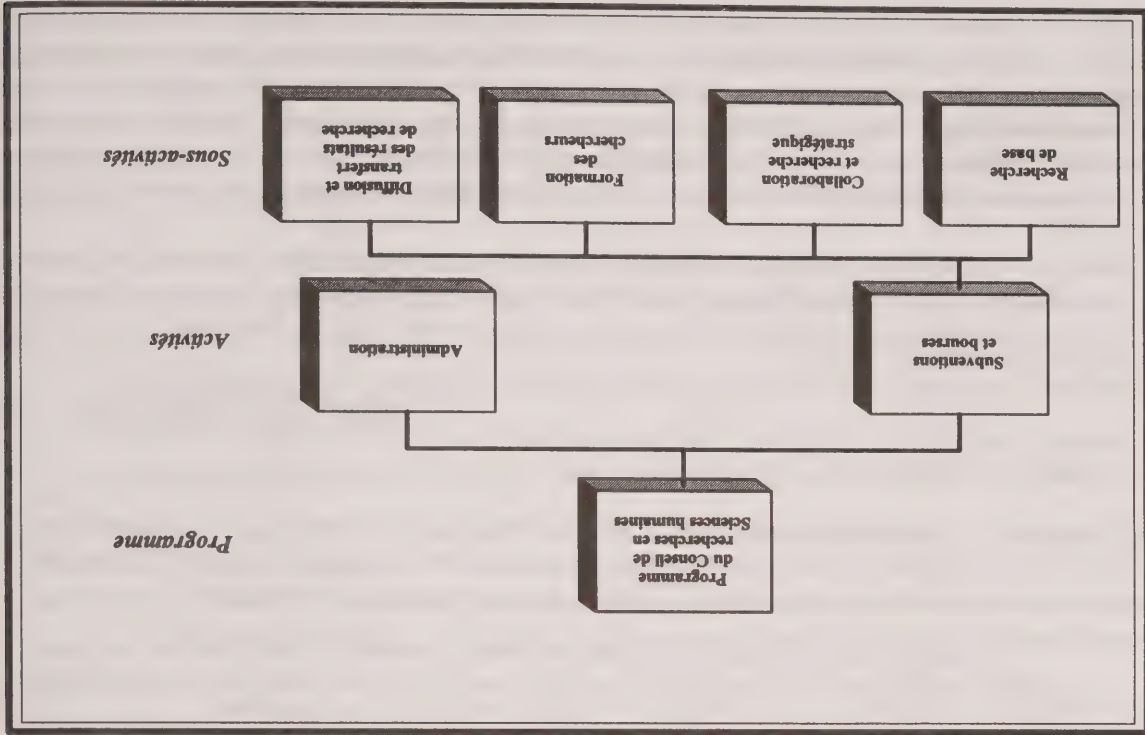 Programme
du Conseil de
recherches en
Sciences humaines
Programme
Subventions
et bourses
Administration
Activités
Recherche
de base
Collaboration
et recherche
stratégique
Formation
des
chercheurs
Diffusion et
transfert
des résultats
de recherche
Sous-activités